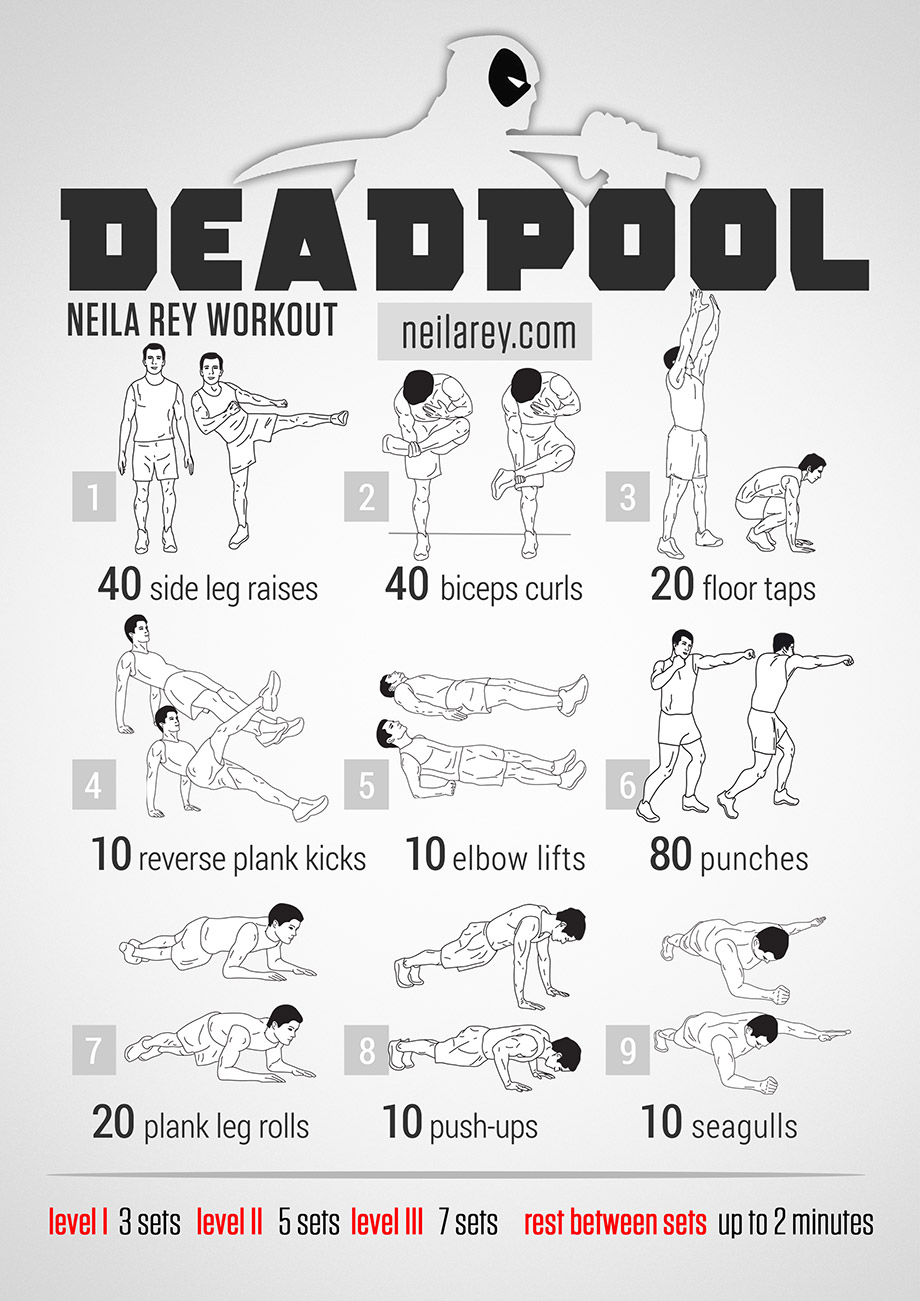 DEADPOOL
NEILA REY WORKOUT
neilarey.com
1
40 side leg raises
2
40 biceps curls
3
20 floor taps
4
10 reverse plank kicks
5
10 elbow lifts
6
80 punches
7
20 plank leg rolls
8
10 push-ups
9
10 seagulls
level I 3 sets level II 5 sets level III 7 sets rest between sets up to 2 minutes